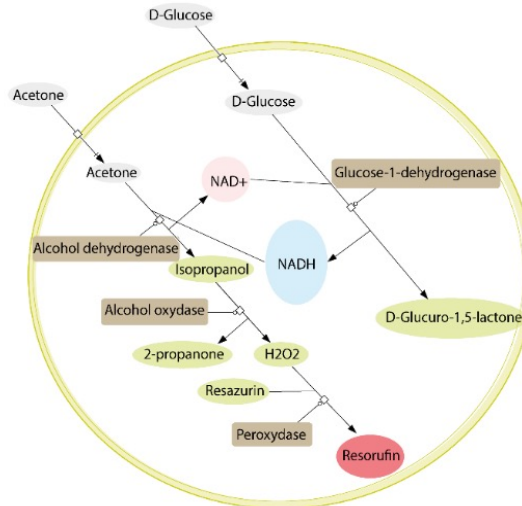 D-Glucose
Acetone
D-Glucose
Acetone
NAD+
Glucose-1-dehydrogenase
Alcohol dehydrogenase
NADH
Isopropanol
Alcohol oxydase
D-Glucuro-1,5-lactone
2-propanone
H2O2
Resazurin
Peroxydase
Resorufin